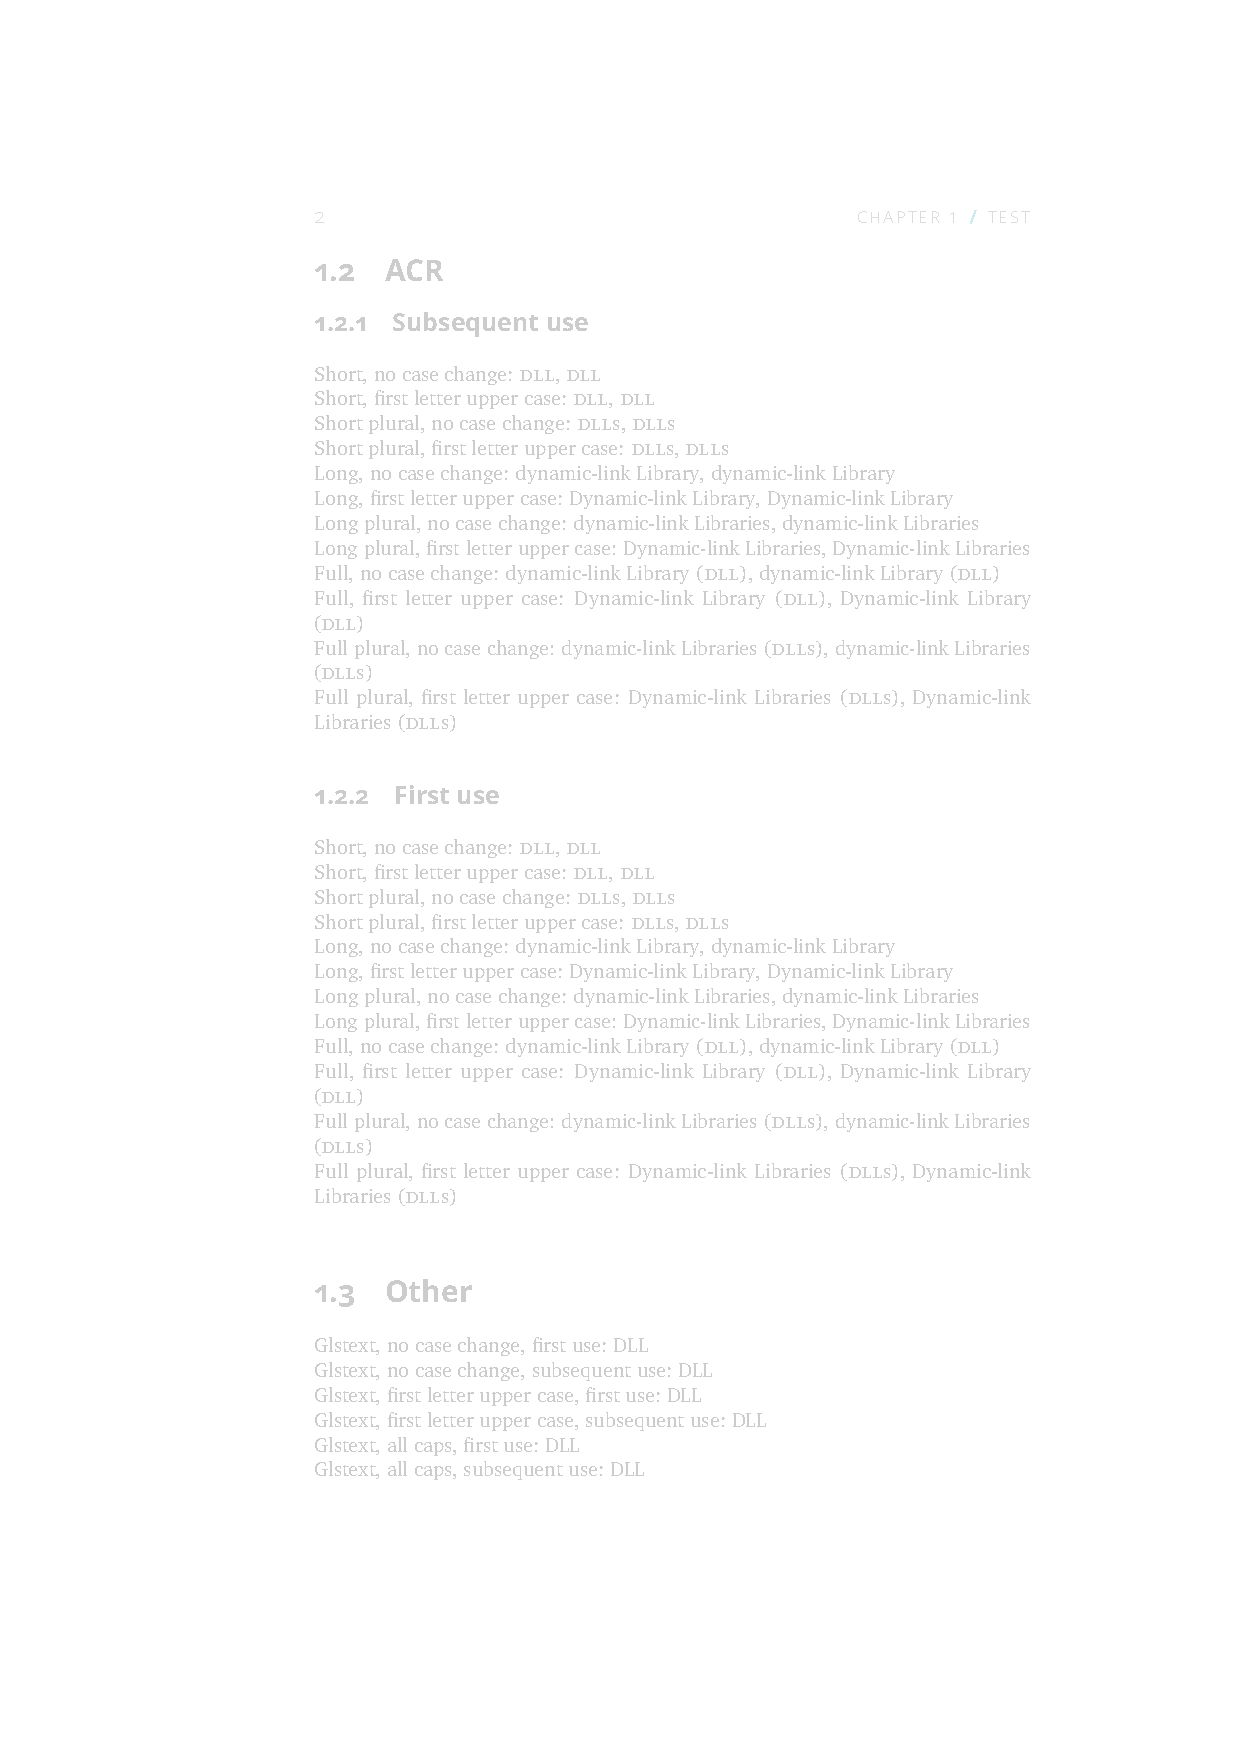 2 CHAPTER 1 / TEST
1.2 ACR
1.2.1 Subsequent use
Short, no case change: DLL, DLL
Short, first letter upper case: DLL, DLL
Short plural, no case change: DLLs, DLLs
Short plural, first letter upper case: DLLs, DLLs
Long, no case change: dynamic-link Library, dynamic-link Library
Long, first letter upper case: Dynamic-link Library, Dynamic-link Library
Long plural, no case change: dynamic-link Libraries, dynamic-link Libraries
Long plural, first letter upper case: Dynamic-link Libraries, Dynamic-link Libraries
Full, no case change: dynamic-link Library (DLL), dynamic-link Library (DLL)
Full, first letter upper case: Dynamic-link Library (DLL), Dynamic-link Library
(DLL)
Full plural, no case change: dynamic-link Libraries (DLLs), dynamic-link Libraries
(DLLs)
Full plural, first letter upper case: Dynamic-link Libraries (DLLs), Dynamic-link
Libraries (DLLs)
1.2.2 First use
Short, no case change: DLL, DLL
Short, first letter upper case: DLL, DLL
Short plural, no case change: DLLs, DLLs
Short plural, first letter upper case: DLLs, DLLs
Long, no case change: dynamic-link Library, dynamic-link Library
Long, first letter upper case: Dynamic-link Library, Dynamic-link Library
Long plural, no case change: dynamic-link Libraries, dynamic-link Libraries
Long plural, first letter upper case: Dynamic-link Libraries, Dynamic-link Libraries
Full, no case change: dynamic-link Library (DLL), dynamic-link Library (DLL)
Full, first letter upper case: Dynamic-link Library (DLL), Dynamic-link Library
(DLL)
Full plural, no case change: dynamic-link Libraries (DLLs), dynamic-link Libraries
(DLLs)
Full plural, first letter upper case: Dynamic-link Libraries (DLLs), Dynamic-link
Libraries (DLLs)
1.3 Other
Glstext, no case change, first use: DLL
Glstext, no case change, subsequent use: DLL
Glstext, first letter upper case, first use: DLL
Glstext, first letter upper case, subsequent use: DLL
Glstext, all caps, first use: DLL
Glstext, all caps, subsequent use: DLL